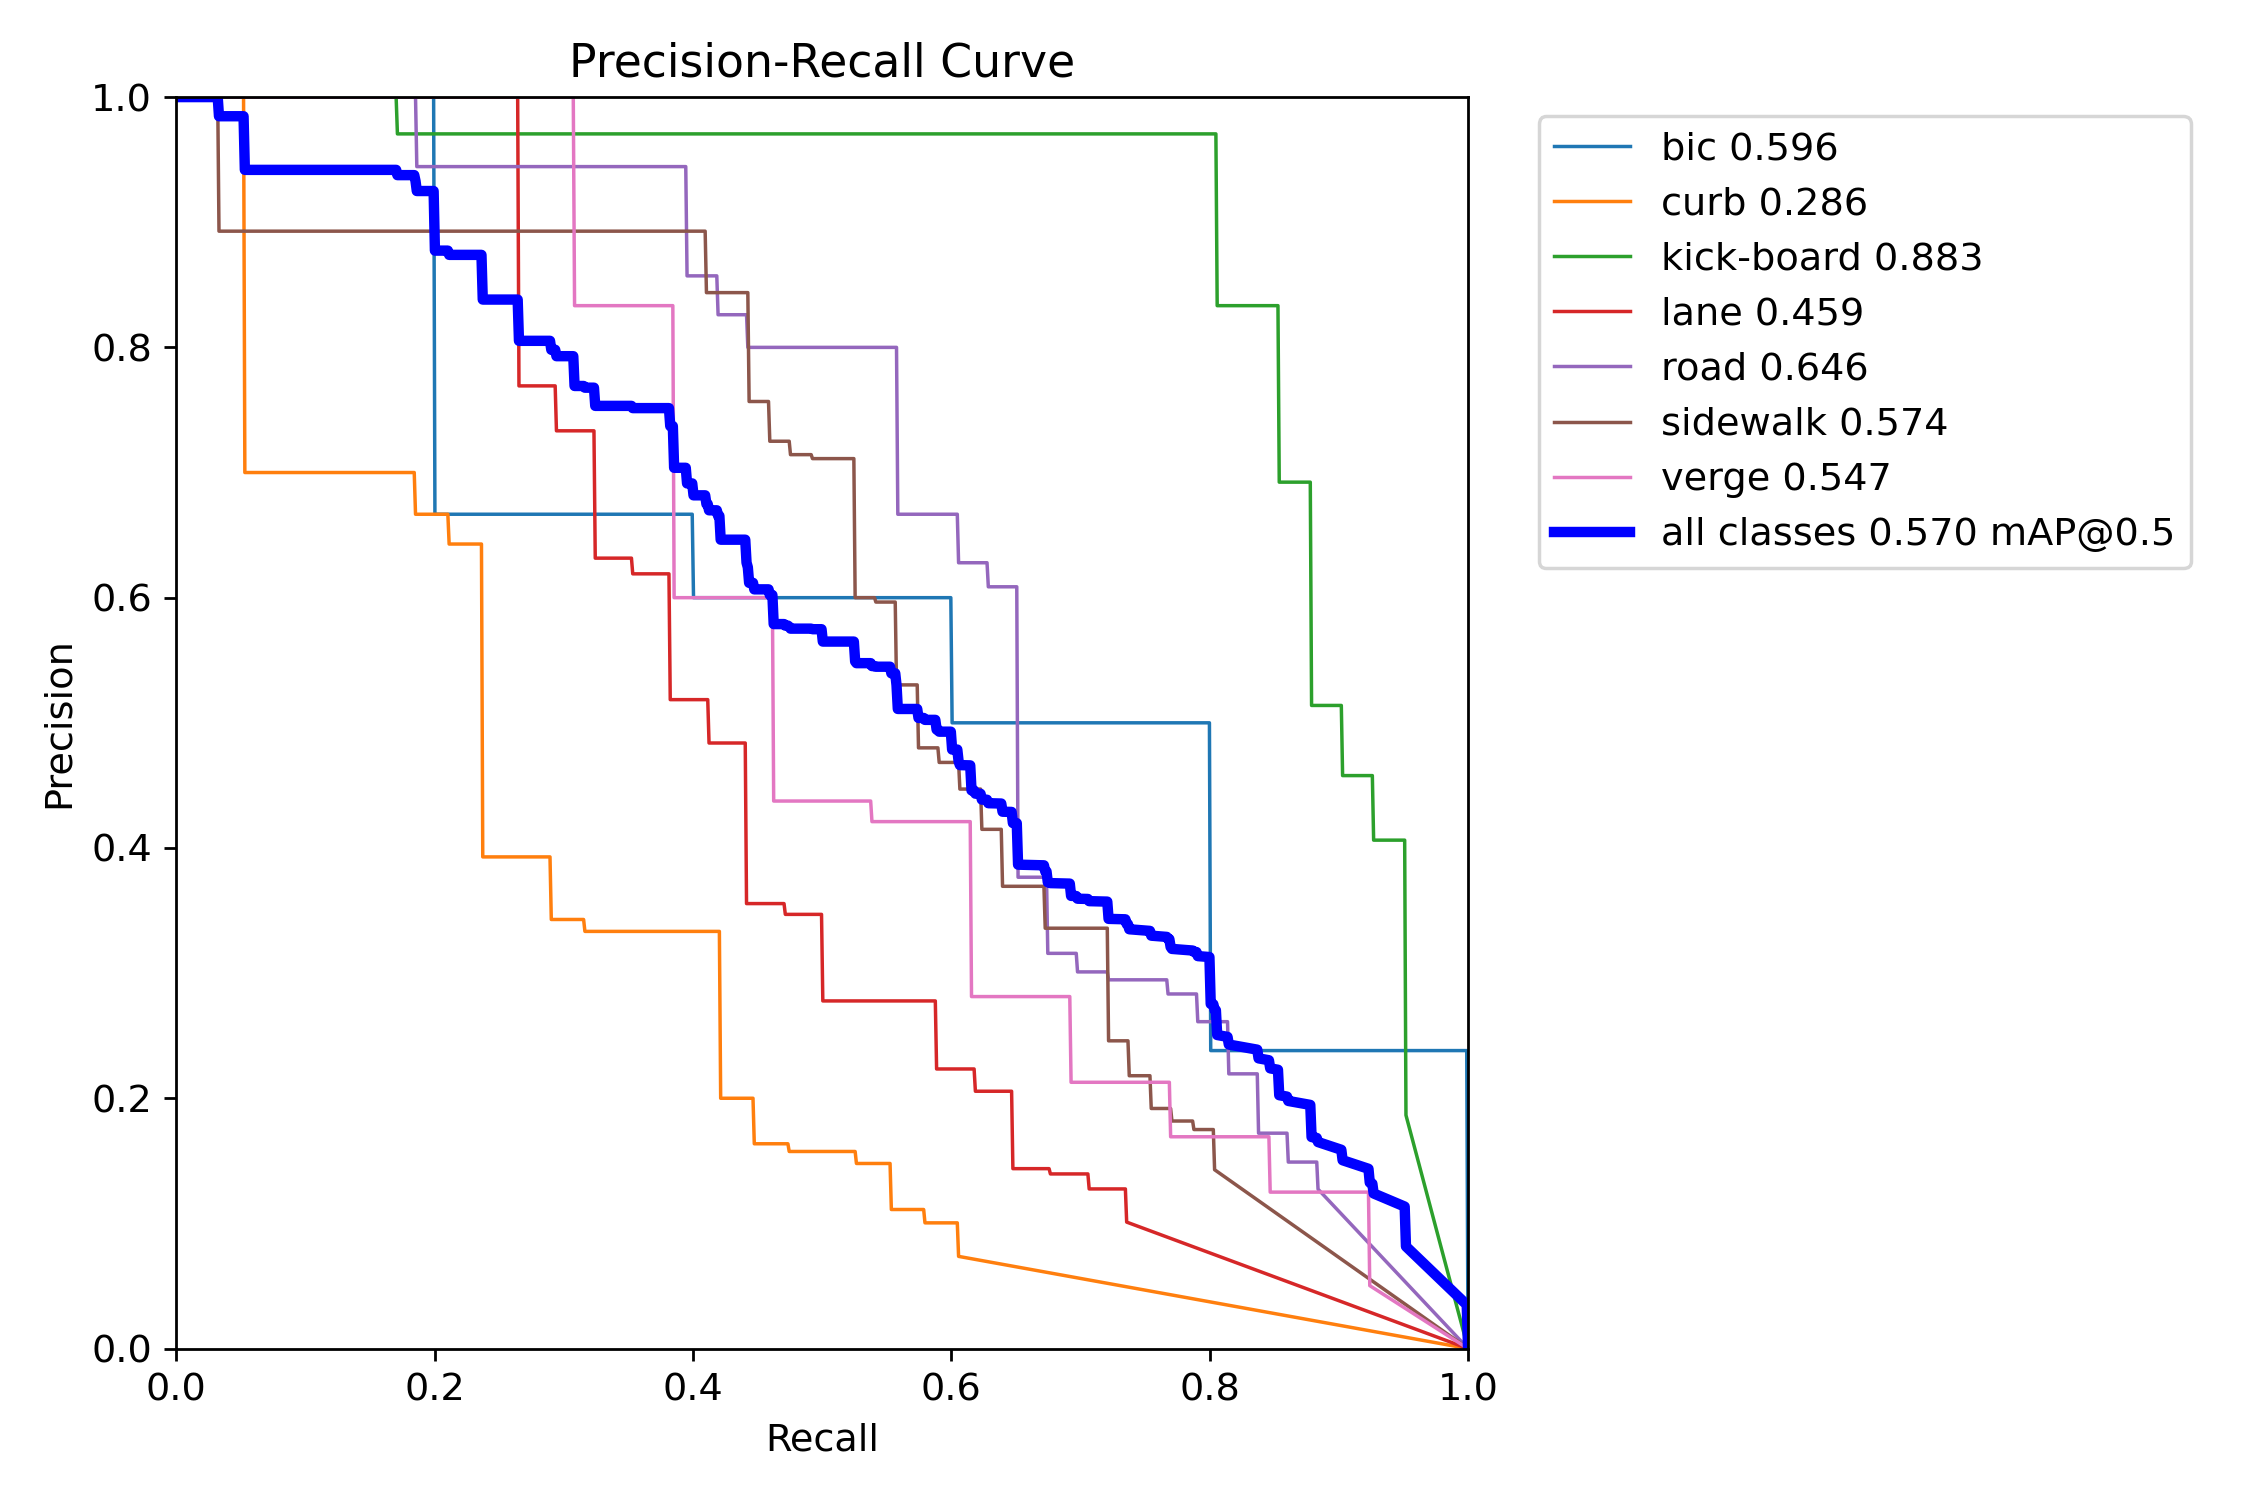 Precision-Recall Curve
1.0
0.8
0.6
0.4
0.2
0.0
Precision
0.0 0.2 0.4 0.6 0.8 1.0
Recall
bic 0.596
curb 0.286
kick-board 0.883
lane 0.459
road 0.646
sidewalk 0.574
verge 0.547
all classes 0.570 mAP@0.5